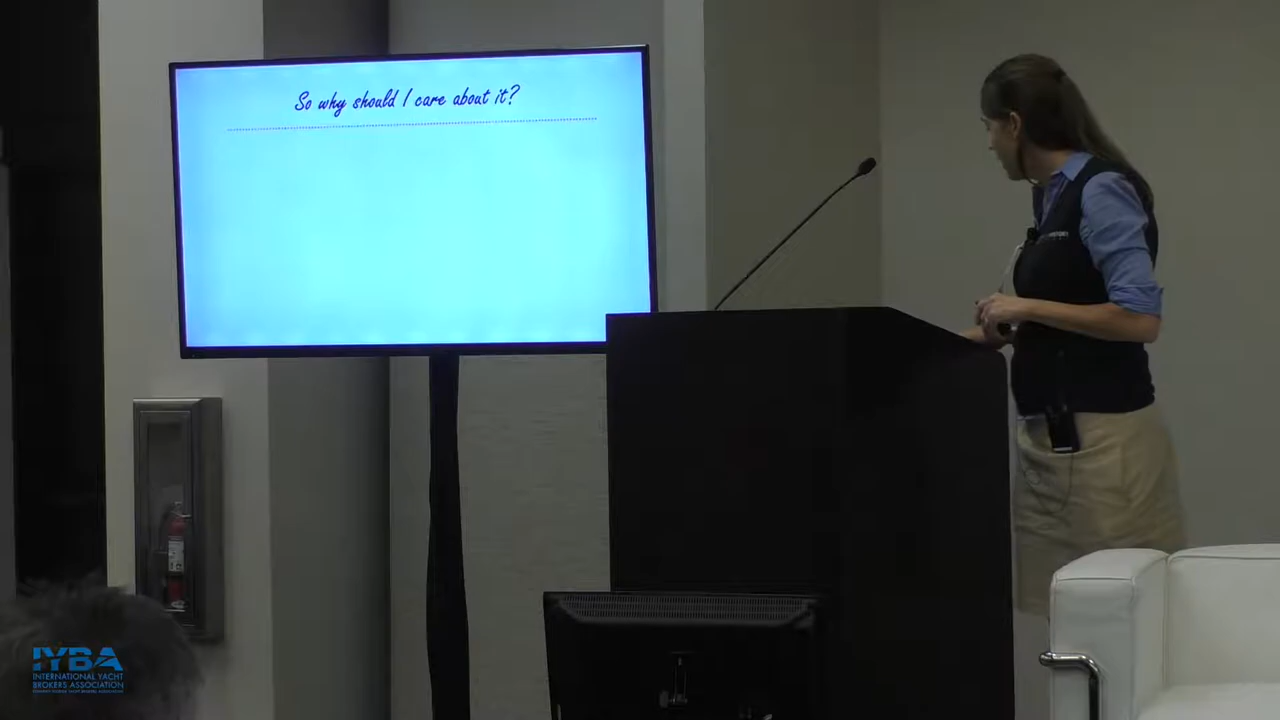 So why should I care about it?
IYBA
INTERNATIONAL YACHT
BROKERS ASSOCIATION